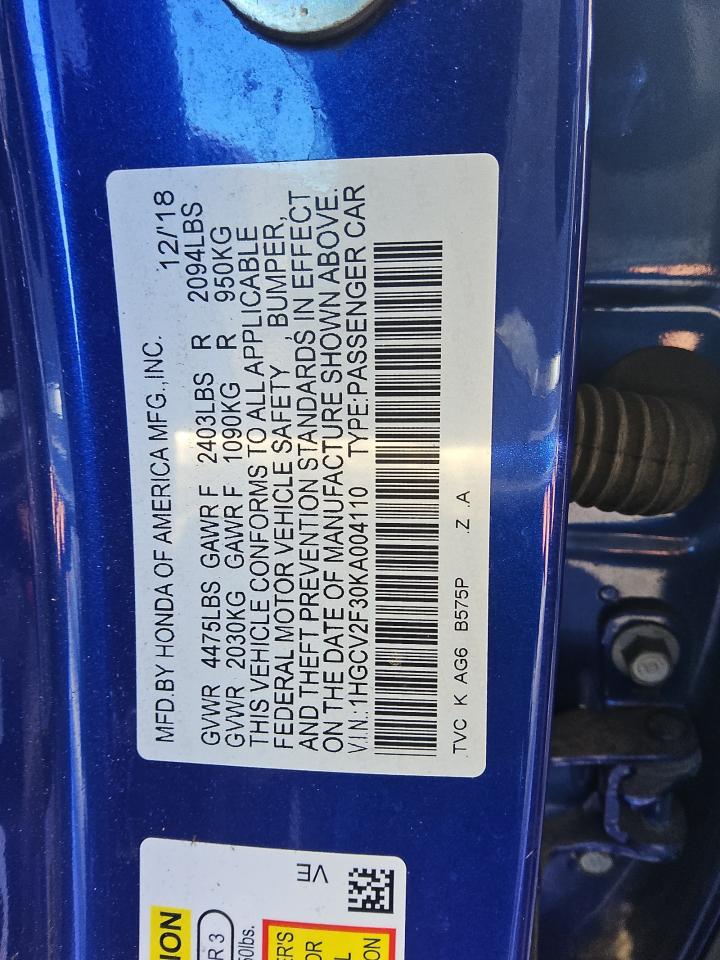 MFD.BY HONDA OF AMERICA MFG.,INC. 12/'18
GVWR 4475LBS GAWR F 2403LBS R 2094LBS
GVWR 2030KG GAWR F 1090KG R 950KG
THIS VEHICLE CONFORMS TO ALL APPLICABLE
FEDERAL MOTOR VEHICLE SAFETY , BUMPER,
AND THEFT PREVENTION STANDARDS IN EFFECT
ON THE DATE OF MANUFACTURE SHOWN ABOVE.
V.I.N.:1HGCV2F30KA004110 TYPE:PASSENGER CAR
TVC K AG6 B575P .Z .A
VE